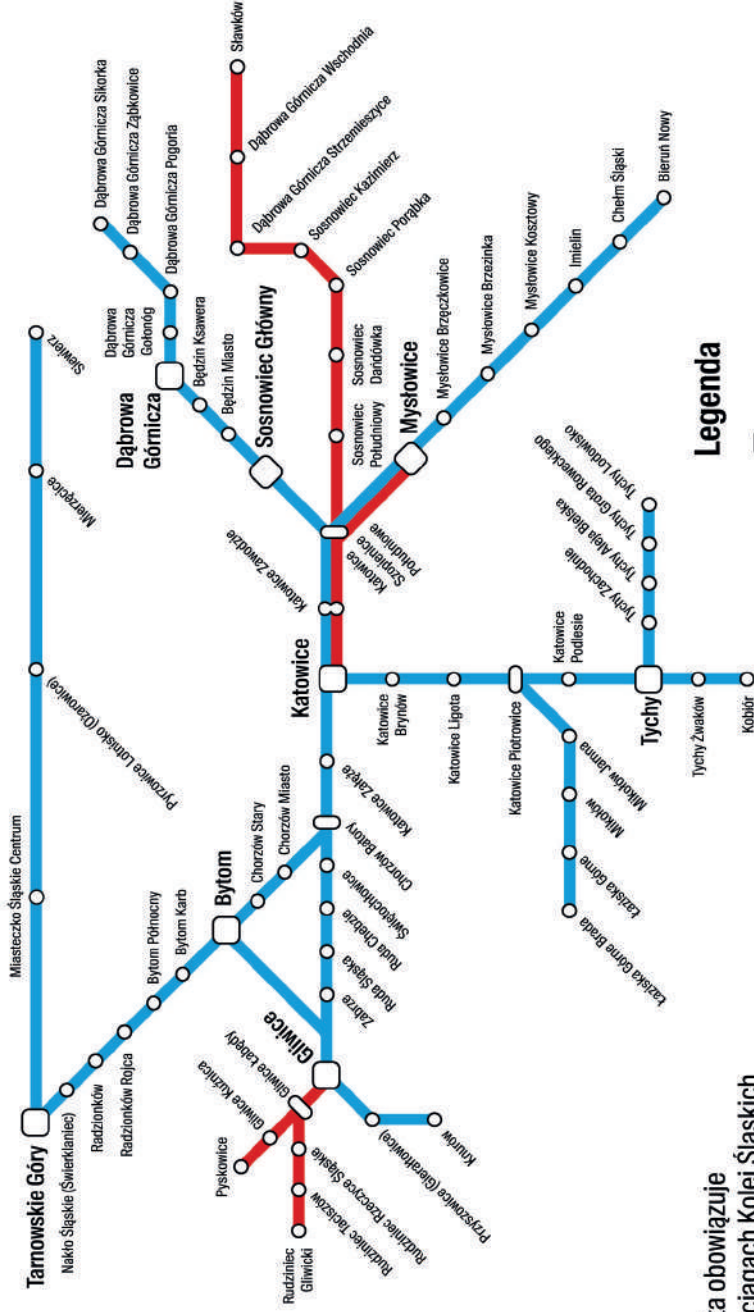 Tarnowskie Góry
Miasteczko Śląskie Centrum
Pyrzowice Lotnisko (Ożarowice)
Mierzęcice
Siewierz
Nakło Śląskie (Świerklaniec)
Radzionków
Radzionków Rojca
Bytom Północny
Bytom Karb
Bytom
Chorzów Stary
Chorzów Miasto
Dąbrowa Górnicza Sikorka
Dąbrowa Górnicza Ząbkowice
Dąbrowa Górnicza Pogoria
Dąbrowa
Górnicza
Gołonóg
Dąbrowa
Górnicza
Będzin Ksawera
Będzin Miasto
Sosnowiec Główny
Sławków
Dąbrowa Górnicza Wschodnia
Dąbrowa Górnicza Strzemieszyce
Sosnowiec Kazimierz
Sosnowiec Porąbka
Sosnowiec
Dańdówka
Sosnowiec
Południowy
Pyskowice
Gliwice Kuźnica
Gliwice Łabędy
Gliwice
Rudziniec
Gliwicki
Rudziniec Taciszów
Rudziniec Rzeczyce Śląskie
Przyszowice (Gierałtowice)
Knurów
Zabrze
Ruda Śląska
Ruda Chebzie
Świętochłowice
Chorzów Batory
Katowice Załęże
Katowice
Katowice Zawodzie
Katowice
Szopienice
Południowe
Mysłowice
Mysłowice Brzęczkowice
Mysłowice Brzezinka
Mysłowice Kosztowy
Imielin
Chełm Śląski
Bieruń Nowy
Katowice
Brynów
Katowice Ligota
Katowice Piotrowice
Katowice
Podlesie
Mikołów Jamna
Mikołów
Łaziska Górne
Łaziska Górne Brada
Tychy
Tychy Zachodnie
Tychy Aleja Bielska
Tychy Grota Roweckiego
Tychy Lodowisko
Tychy Żwaków
Kobiór
Legenda
obowiązuje
Kolei Śląskich